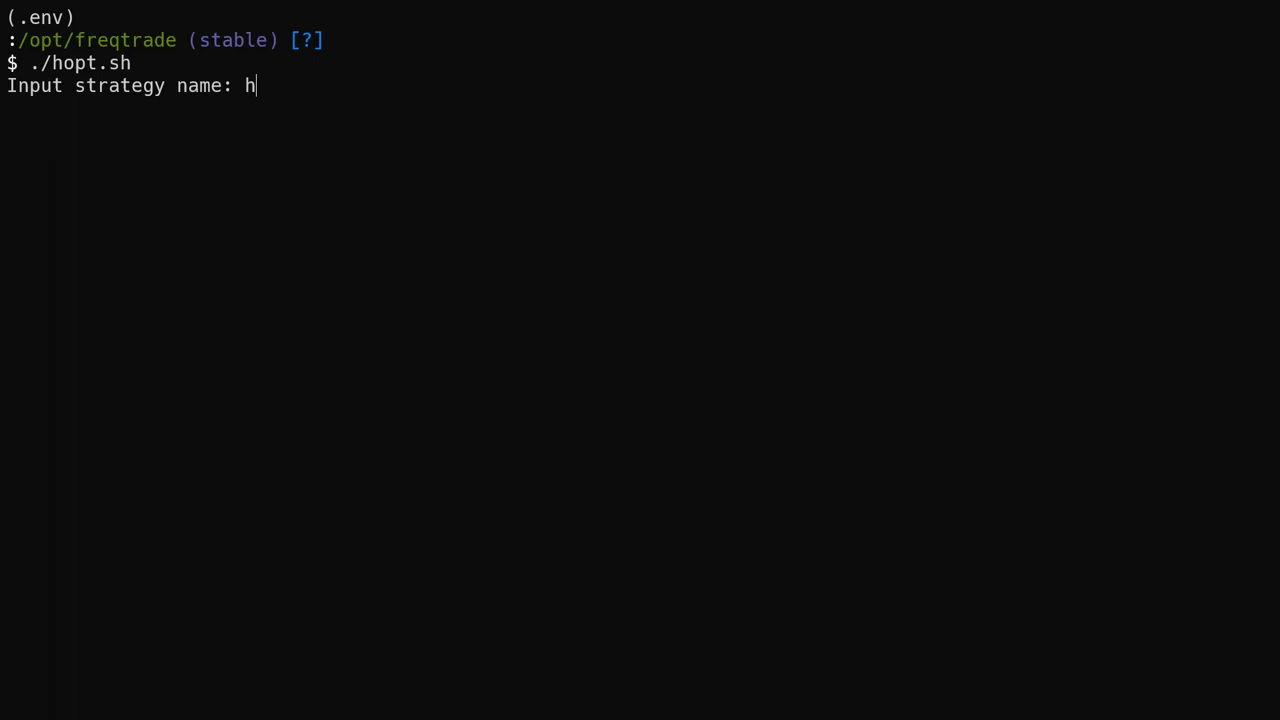 (.env)
:/opt/freqtrade (stable) [?]
$ ./hopt.sh
Input strategy name: h